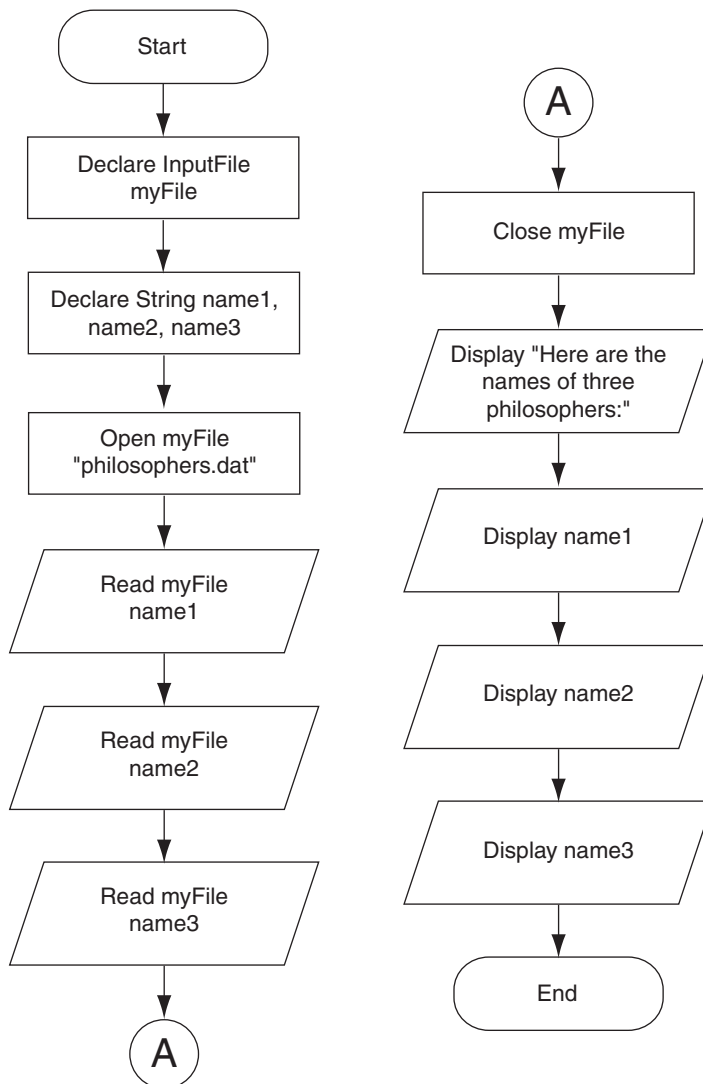 Start
Declare InputFile
myFile
Declare String name1,
name2, name3
Open myFile
"philosophers.dat"
Read myFile
name1
Read myFile
name2
Read myFile
name3
A
A
Close myFile
Display "Here are the
names of three
philosophers:"
Display name1
Display name2
Display name3
End